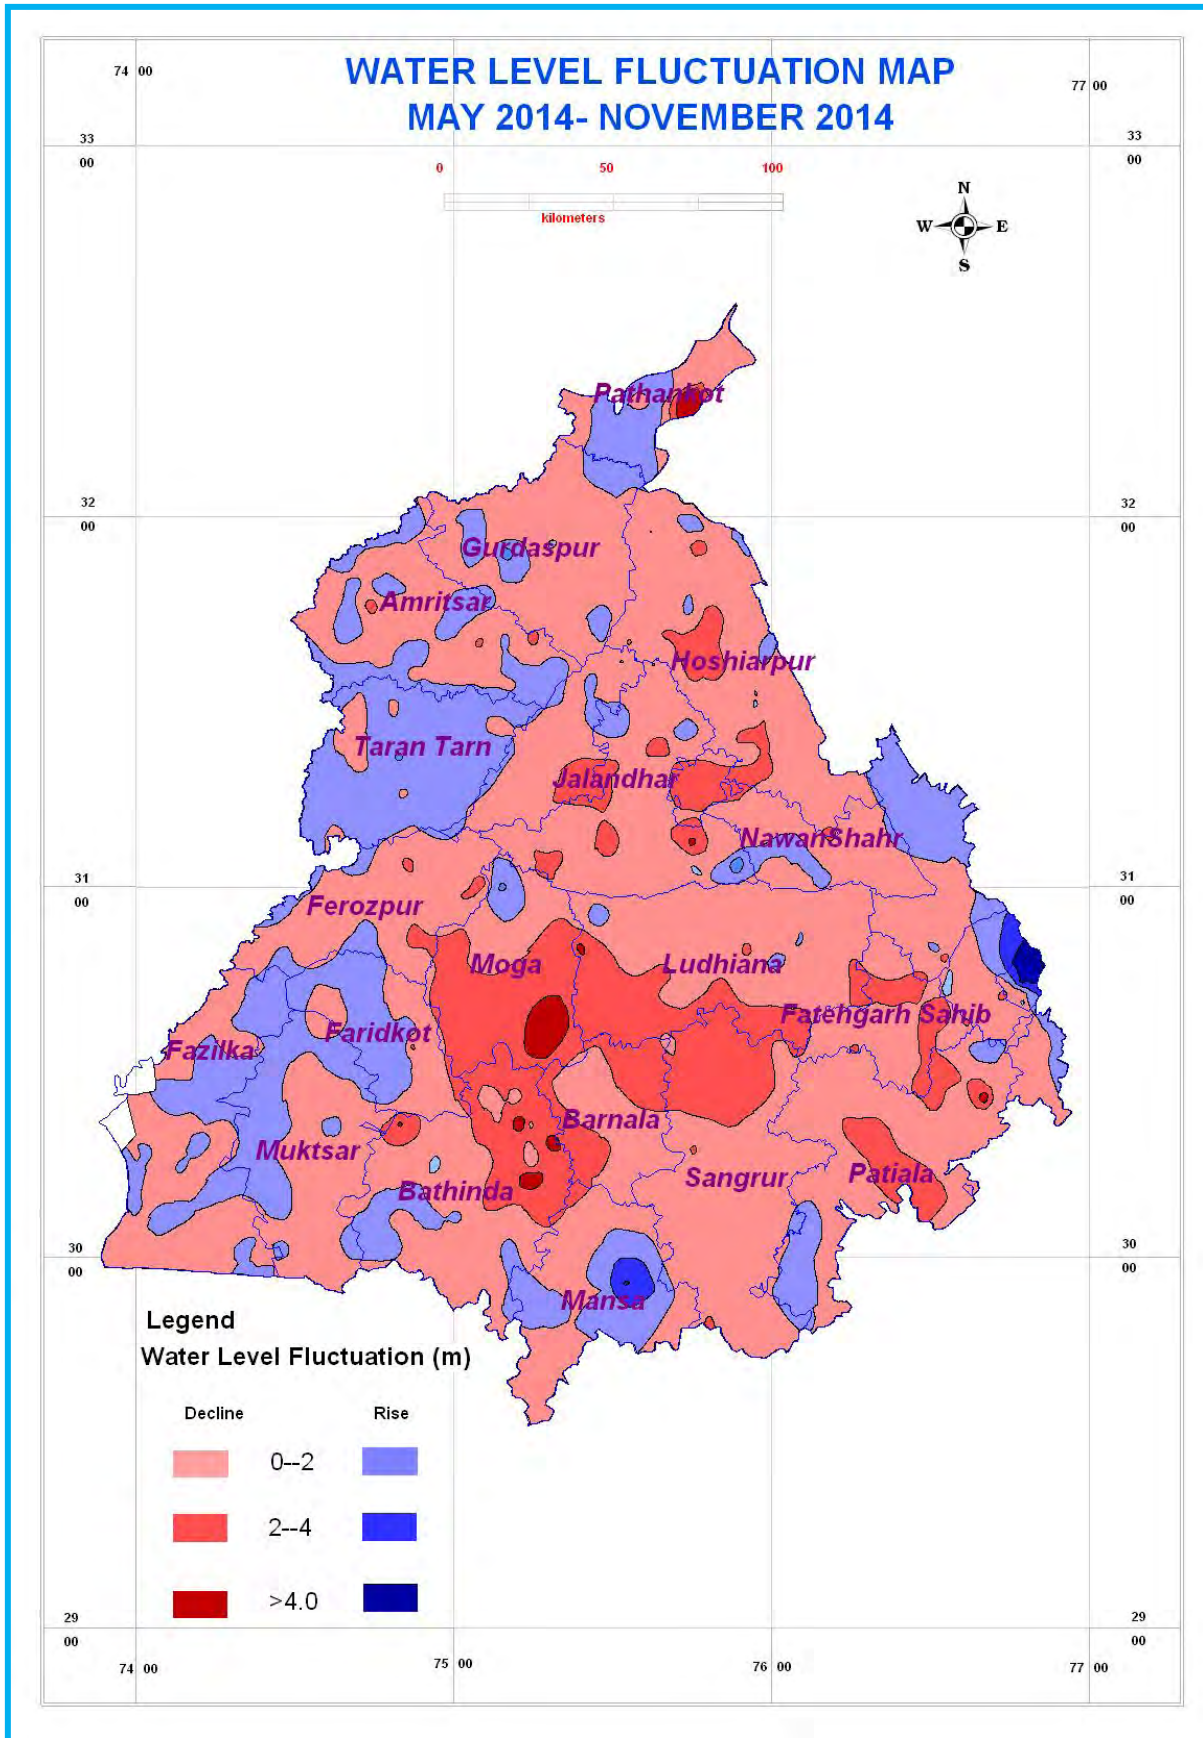 WATER LEVEL FLUCTUATION MAP
MAY 2014- NOVEMBER 2014
74 00
77 00
33
00
33
00
0 50 100
kilometers
N
W E
S
Pathankot
32
00
32
00
Gurdaspur
Amritsar
Hoshiarpur
Taran Tarn
Jalandhar
NawanShahr
31
00
31
00
Ferozpur
Moga
Ludhiana
Fatehgarh Sahib
Faridkot
Fazilka
Barnala
Muktsar
Sangrur
Patiala
Bathinda
30
00
30
00
Mansa
Legend
Water Level Fluctuation (m)
Decline Rise
0--2
2--4
>4.0
29
00
29
00
74 00
75 00
76 00
77 00